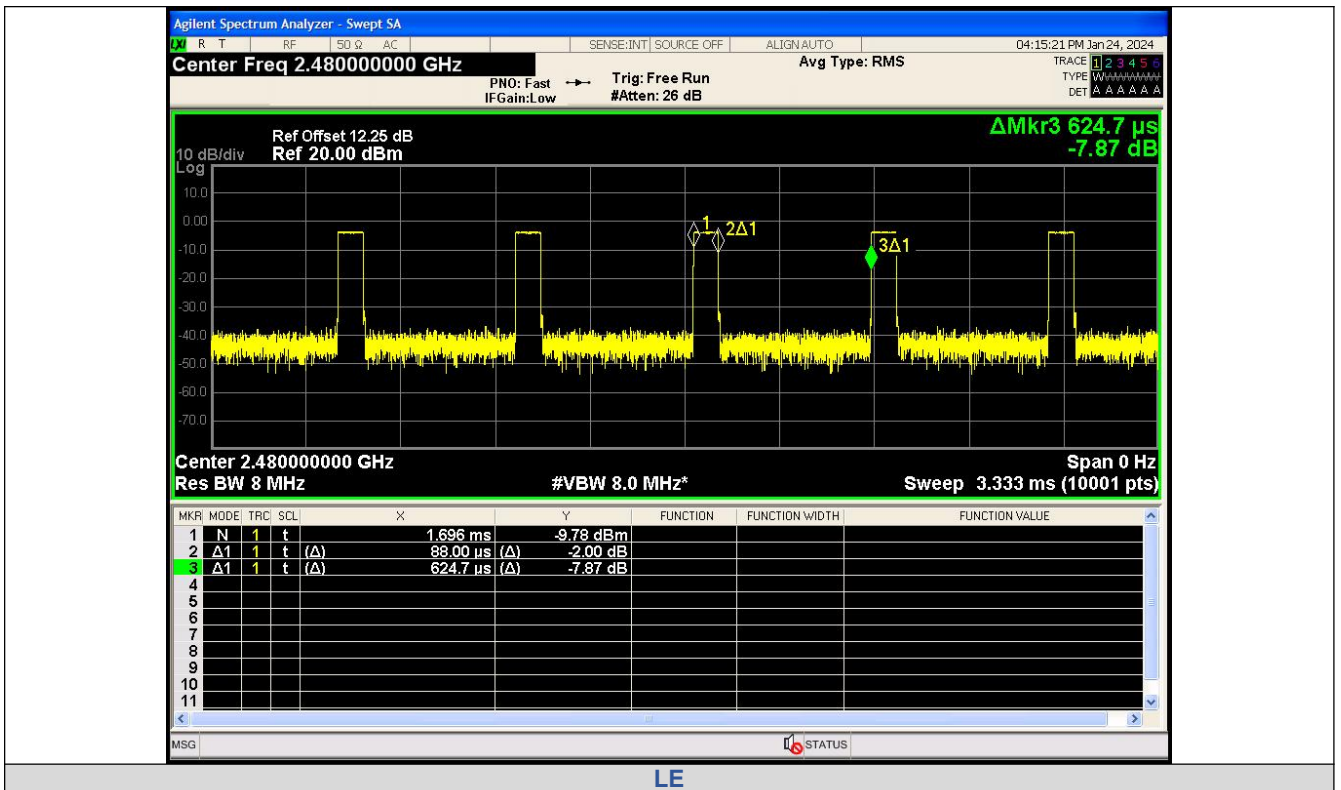 Agilent Spectrum Analyzer - Swept SA
LXI R T RF 50 Ω AC SENSE:INT SOURCE OFF ALIGN AUTO 04:15:21 PM Jan 24, 2024
Center Freq 2.480000000 GHz Avg Type: RMS TRACE 1 2 3 4 5 6
PNO: Fast Trig: Free Run TYPE
IFGain:Low #Atten: 26 dB DET A A A A A A
ΔMkr3 624.7 µs
-7.87 dB
Ref Offset 12.25 dB
10 dB/div Ref 20.00 dBm
Log
10.0
0.00
-10.0
-20.0
-30.0
-40.0
-50.0
-60.0
-70.0
1
2Δ1
3Δ1
Center 2.480000000 GHz Span 0 Hz
Res BW 8 MHz #VBW 8.0 MHz* Sweep 3.333 ms (10001 pts)
MKR MODE TRC SCL X Y FUNCTION FUNCTION WIDTH FUNCTION VALUE
1 N 1 t 1.696 ms -9.78 dBm
2 Δ1 1 t (Δ) 88.00 µs (Δ) -2.00 dB
3 Δ1 1 t (Δ) 624.7 µs (Δ) -7.87 dB
4
5
6
7
8
9
10
11
MSG STATUS
LE